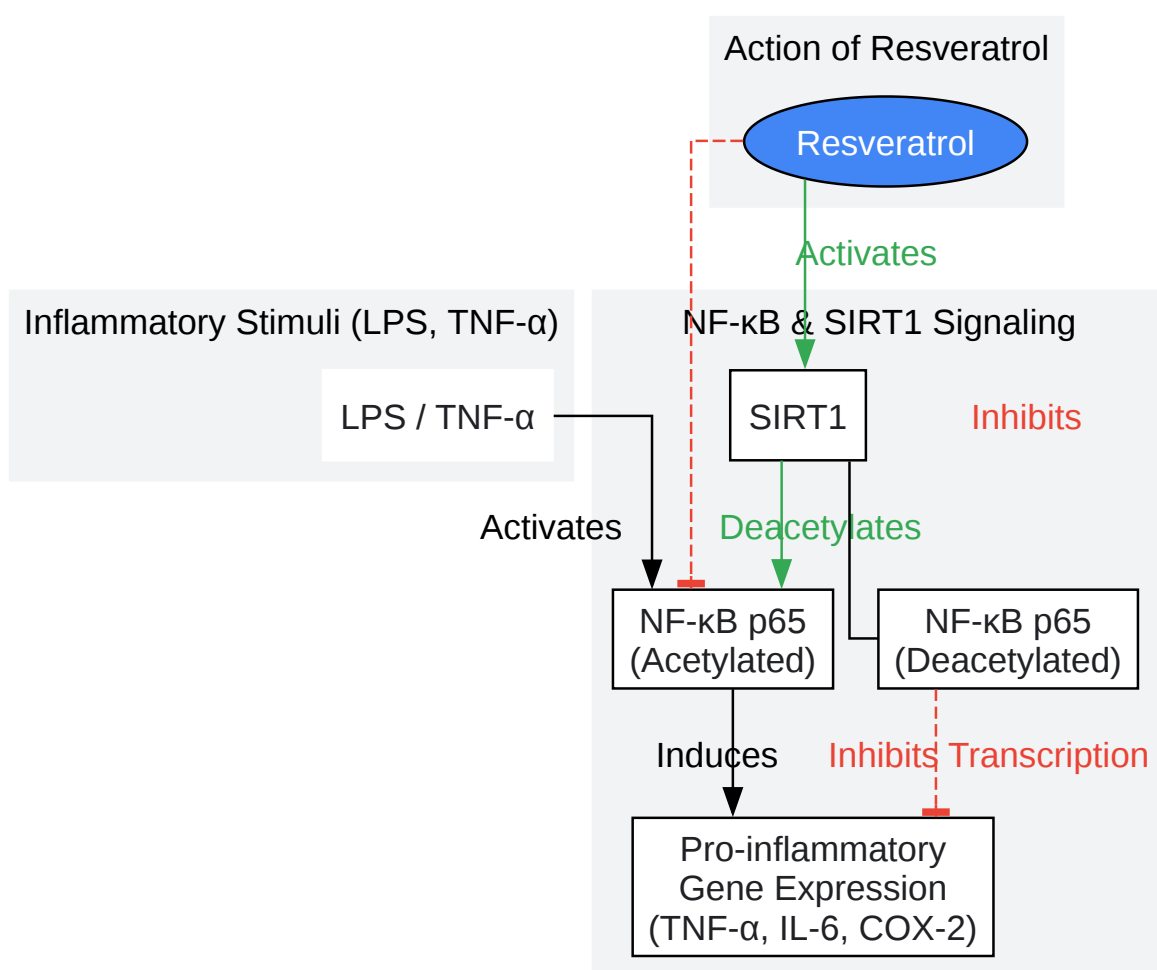 Action of Resveratrol
Resveratrol
Activates
Inflammatory Stimuli (LPS, TNF-α)
NF-κB & SIRT1 Signaling
LPS / TNF-α
SIRT1
Inhibits
Activates
Deacetylates
NF-κB p65
(Acetylated)
NF-κB p65
(Deacetylated)
Induces
Inhibits Transcription
Pro-inflammatory
Gene Expression
(TNF-α, IL-6, COX-2)